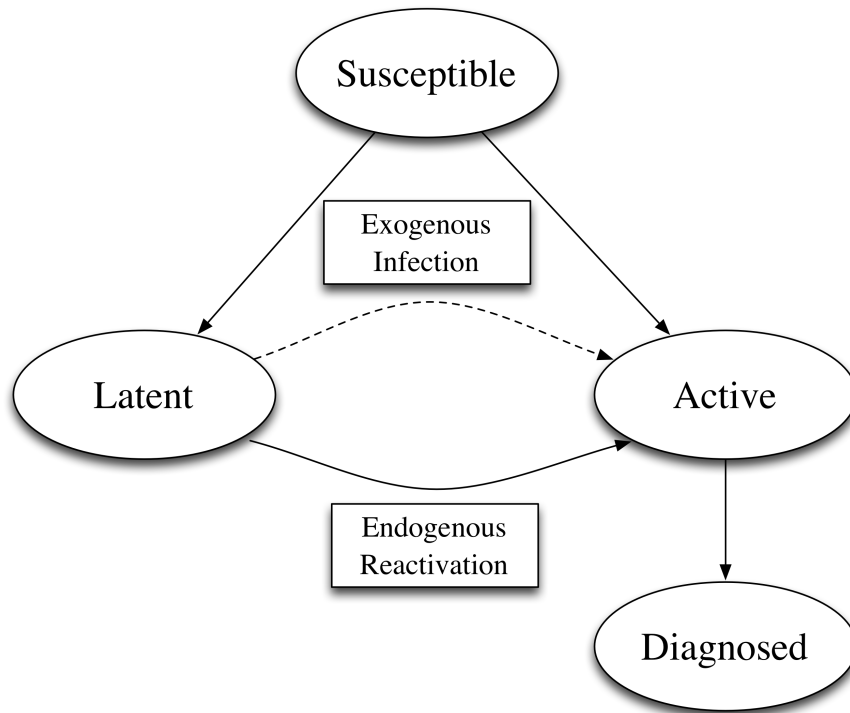 Susceptible
Exogenous
Infection
Latent
Active
Endogenous
Reactivation
Diagnosed